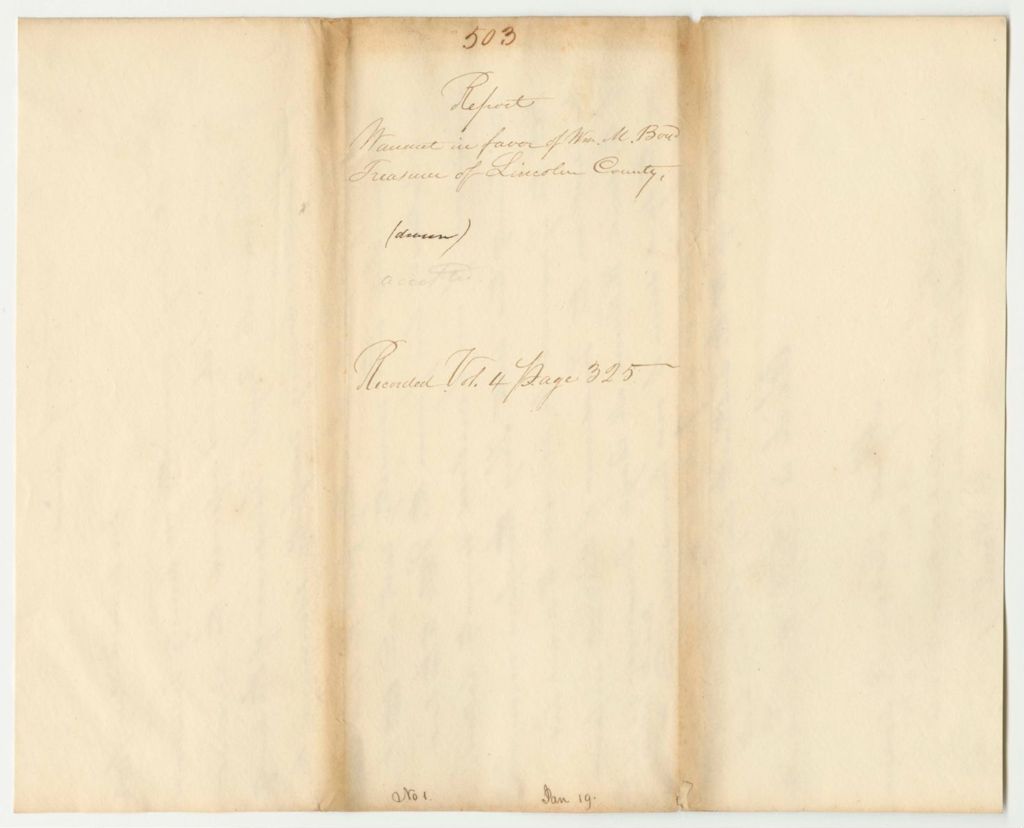 503
Report
Warrant in favor of Wm. M. Boyd
Treasurer of Lincoln County,
(drawn)
Recorded Vol. 4 Page 325
No 1.
Jan 19.